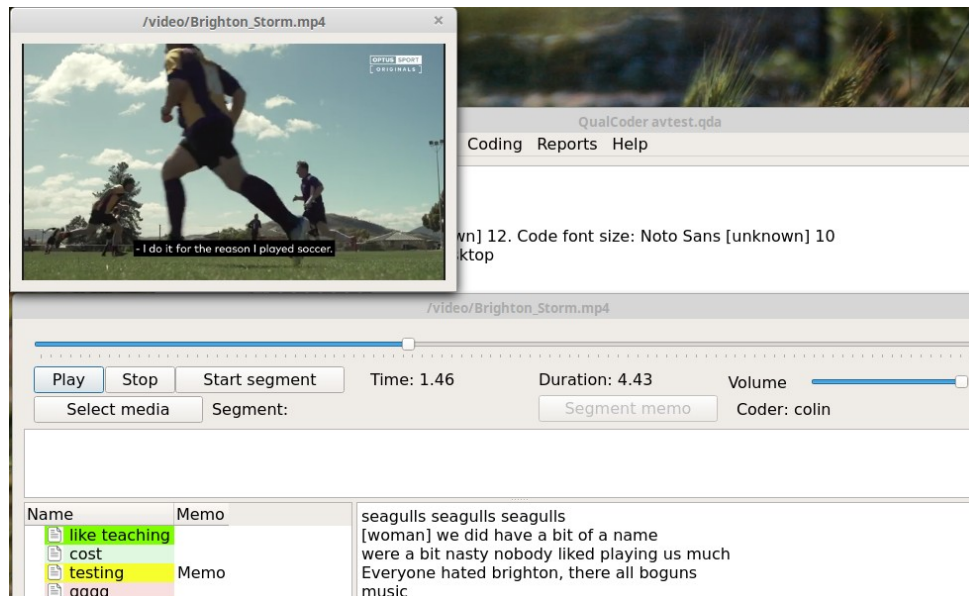 /video/Brighton_Storm.mp4 ×
OPTUS SPORT
ORIGINALS
- I do it for the reason I played soccer.
QualCoder avtest.qda
Coding Reports Help
wn] 12. Code font size: Noto Sans [unknown] 10
ktop
/video/Brighton_Storm.mp4
Play Stop Start segment Time: 1.46 Duration: 4.43 Volume
Select media Segment: Segment memo Coder: colin
Name Memo
like teaching
cost
testing Memo
gggg
seagulls seagulls seagulls
[woman] we did have a bit of a name
were a bit nasty nobody liked playing us much
Everyone hated brighton, there all boguns
music